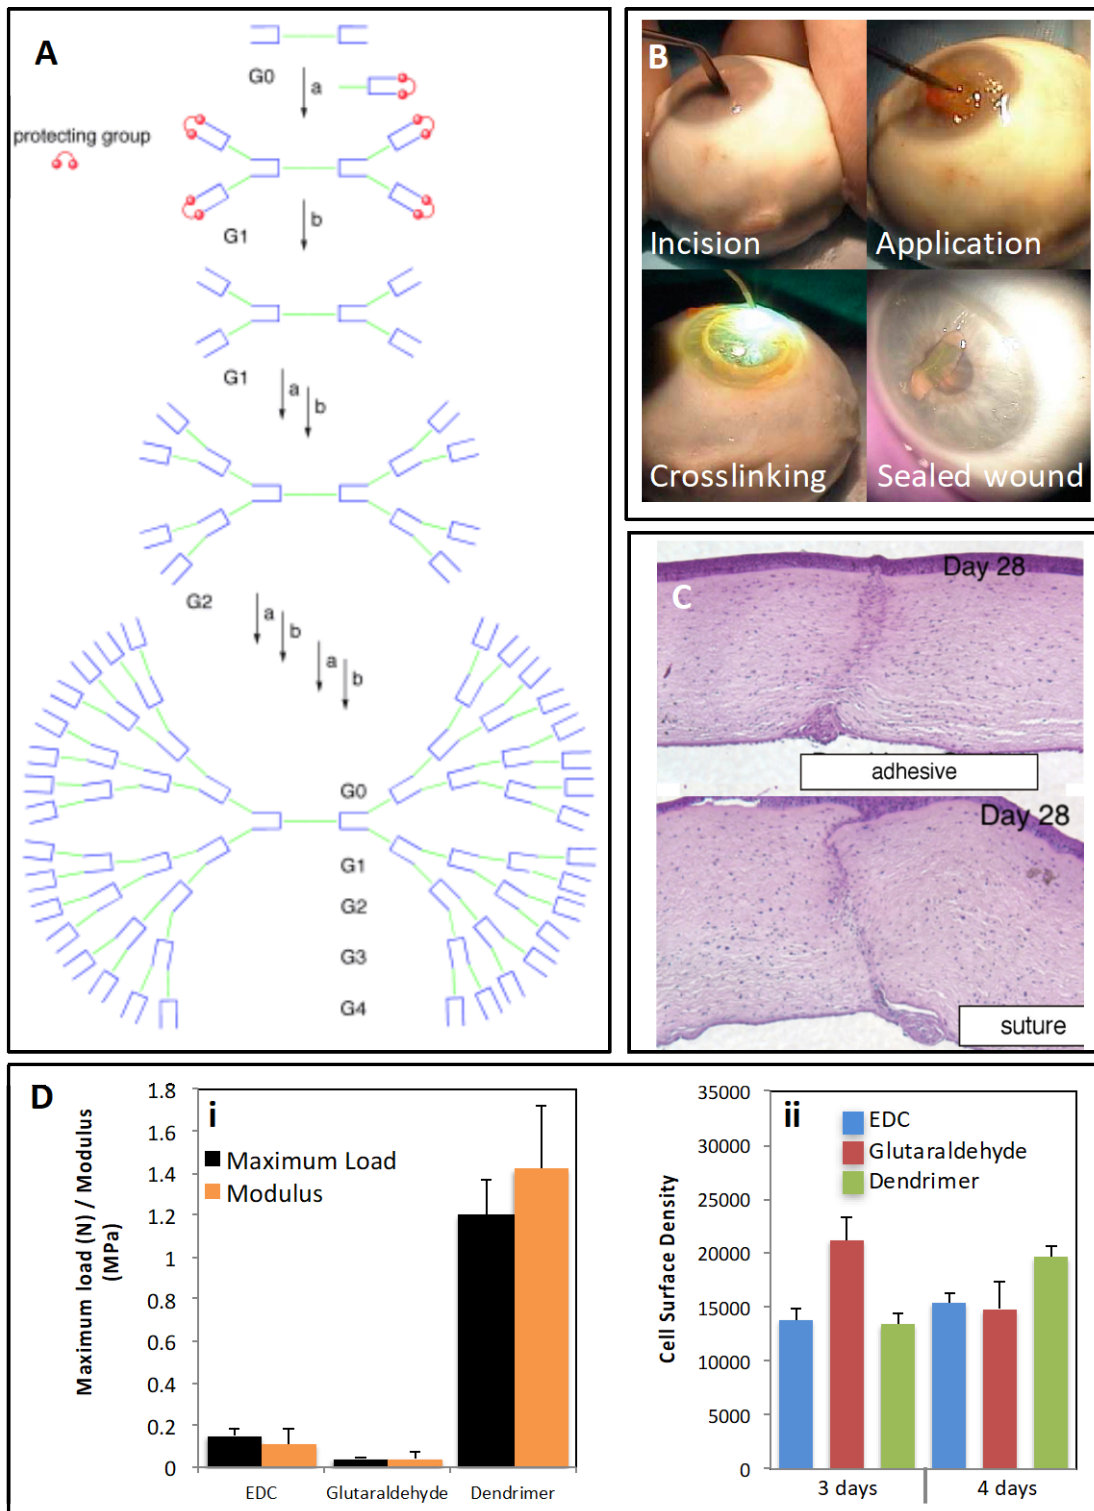 A
G0
a
protecting group
G1
b
G1
a
b
G2
a
b
a
b
G0
G1
G2
G3
G4
B
Incision
Application
Crosslinking
Sealed wound
C
Day 28
adhesive
Day 28
suture
D
i
Maximum load (N) / Modulus
(MPa)
1.8
1.6
1.4
1.2
1
0.8
0.6
0.4
0.2
0
Maximum Load
Modulus
EDC
Glutaraldehyde
Dendrimer
ii
Cell Surface Density
35000
30000
25000
20000
15000
10000
5000
0
EDC
Glutaraldehyde
Dendrimer
3 days
4 days